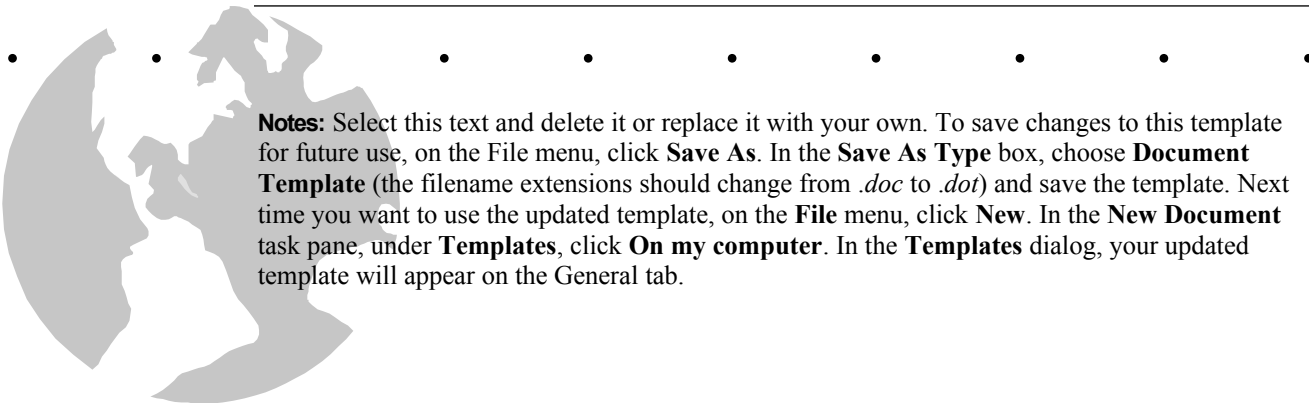 Notes: Select this text and delete it or replace it with your own. To save changes to this template
for future use, on the File menu, click Save As. In the Save As Type box, choose Document
Template (the filename extensions should change from .doc to .dot) and save the template. Next
time you want to use the updated template, on the File menu, click New. In the New Document
task pane, under Templates, click On my computer. In the Templates dialog, your updated
template will appear on the General tab.